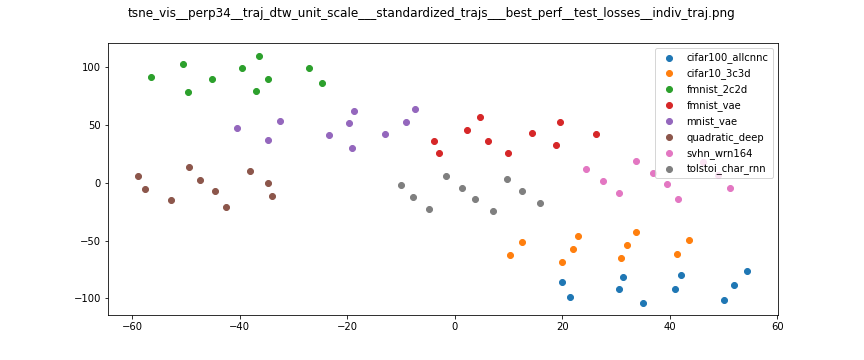 tsne_vis__perp34__traj_dtw_unit_scale___standardized_trajs___best_perf__test_losses__indiv_traj.png
100
50
0
−50
−100
−60
−40
−20
0
20
40
60
cifar100_allcnnc
cifar10_3c3d
fmnist_2c2d
fmnist_vae
mnist_vae
quadratic_deep
svhn_wrn164
tolstoi_char_rnn